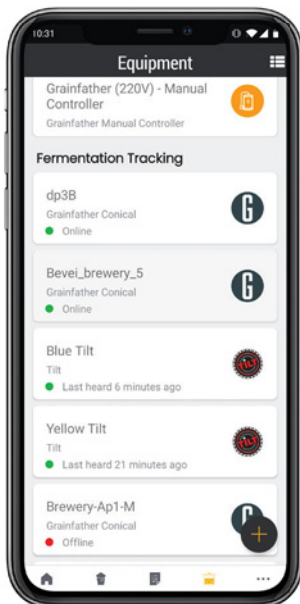 10:31
Equipment
Grainfather (220V) - Manual
Controller
Grainfather Manual Controller
Fermentation Tracking
dp3B
Grainfather Conical
Online
G
Bevei_brewery_5
Grainfather Conical
Online
G
Blue Tilt
Tilt
Last heard 6 minutes ago
TILT
Yellow Tilt
Tilt
Last heard 21 minutes ago
TILT
Brewery-Ap1-M
Grainfather Conical
Offline